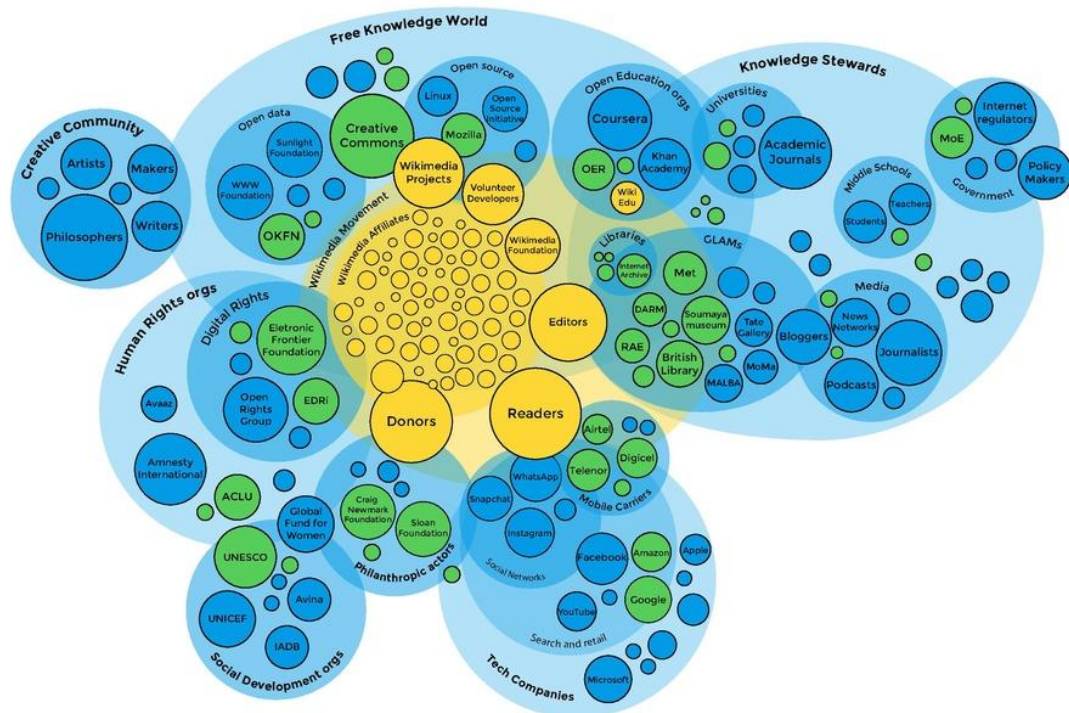 Free Knowledge World
Open data
Sunlight
Foundation
WWW
Foundation
OKFN
Creative
Commons
Open source
Linux
Open
Source
Initiative
Mozilla
Wikimedia Movement
Wikimedia Affiliates
Wikimedia
Projects
Volunteer
Developers
Wikimedia
Foundation
Editors
Readers
Donors
Open Education orgs
Coursera
Khan
Academy
OER
Wiki
Edu
Knowledge Stewards
Universities
Academic
Journals
Middle Schools
Teachers
Students
Government
MoE
Internet
regulators
Policy
Makers
Libraries
Internet
Archive
GLAMs
Met
DARM
Soumaya
museum
Tate
Gallery
RAE
British
Library
MALBA
MoMa
Bloggers
Media
News
Networks
Journalists
Podcasts
Creative Community
Artists
Makers
Philosophers
Writers
Human Rights orgs
Digital Rights
Eletronic
Frontier
Foundation
Open
Rights
Group
EDRi
Avaaz
Amnesty
International
ACLU
Social Development orgs
Global
Fund for
Women
UNESCO
UNICEF
Avina
IADB
Philanthropic actors
Craig
Newmark
Foundation
Sloan
Foundation
Tech Companies
Mobile Carriers
Airtel
Telenor
Digicel
Social Networks
WhatsApp
Snapchat
Instagram
Search and retail
Facebook
Amazon
Apple
Google
YouTube
Microsoft